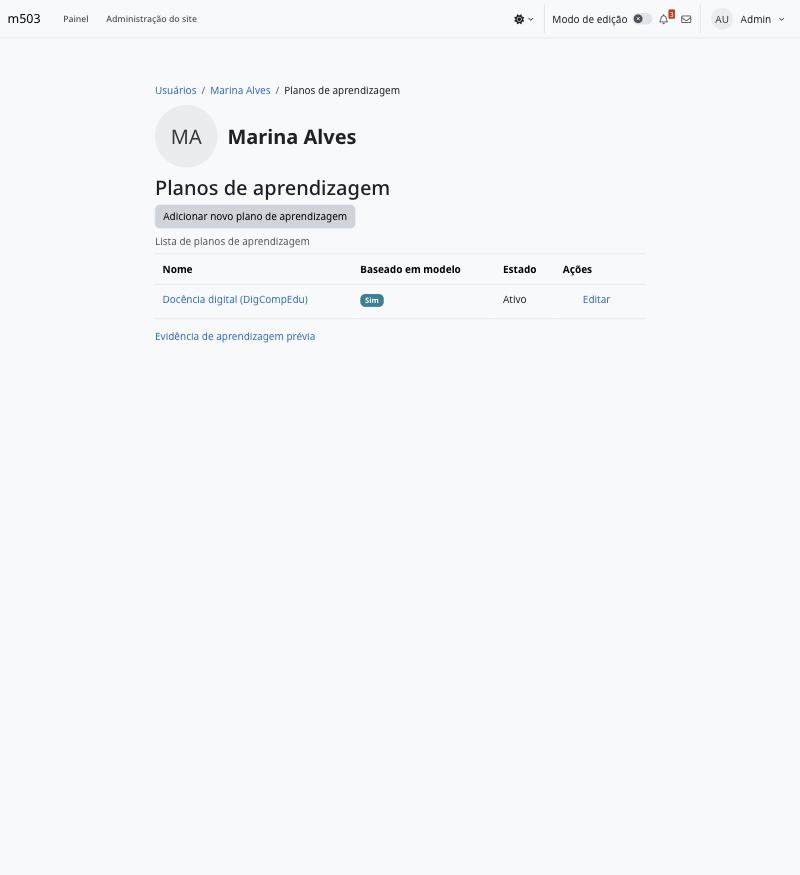 m503 Painel Administração do site Modo de edição 3 AU Admin
Usuários / Marina Alves / Planos de aprendizagem
MA Marina Alves
Planos de aprendizagem
Adicionar novo plano de aprendizagem
Lista de planos de aprendizagem
Nome Baseado em modelo Estado Ações
Docência digital (DigCompEdu) Sim Ativo Editar
Evidência de aprendizagem prévia